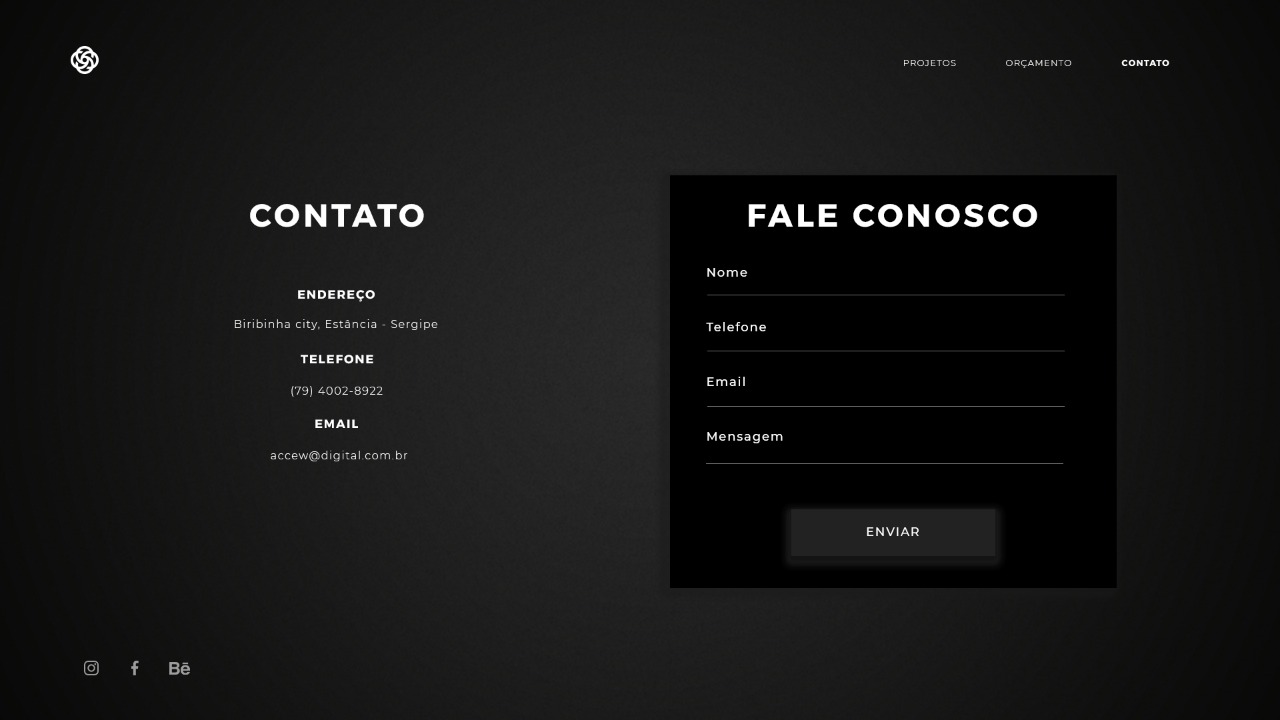 PROJETOS
ORÇAMENTO
CONTATO
CONTATO
ENDEREÇO
Biribinha city, Estância - Sergipe
TELEFONE
(79) 4002-8922
EMAIL
accew@digital.com.br
FALE CONOSCO
Nome
Telefone
Email
Mensagem
ENVIAR
Bē